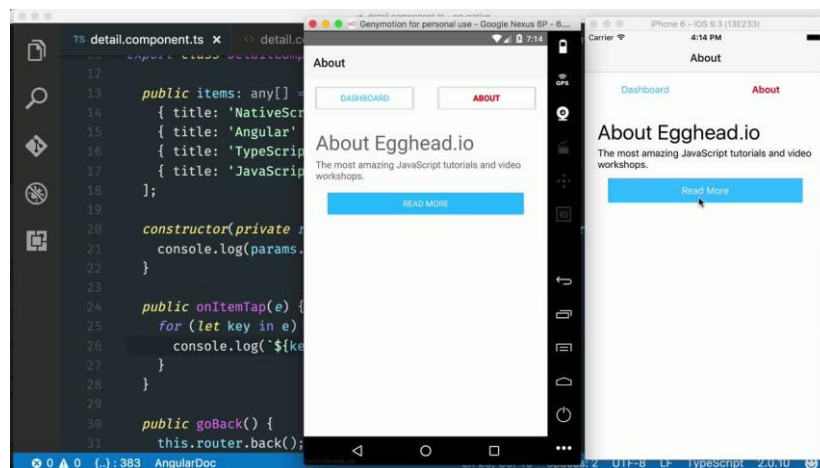 TS detail.component.ts ×
detail.c
12
13 public items: any[] =
14 { title: 'NativeScr
15 { title: 'Angular'
16 { title: 'TypeScrip
17 { title: 'JavaScrip
18 ];
19
20 constructor(private r
21 console.log(params.
22 }
23
24 public onItemTap(e) {
25 for (let key in e)
26 console.log(`${ke
27 }
28 }
29
30 public goBack() {
31 this.router.back();
0 0 {..} : 383 AngularDoc
UTF-8 LF TypeScript 2.0.10
Genymotion for personal use - Google Nexus 6P - 6....
7:14
About
DASHBOARD ABOUT
About Egghead.io
The most amazing JavaScript tutorials and video
workshops.
READ MORE
GPS
ID
iPhone 6 – iOS 9.3 (13E233)
Carrier 4:14 PM
About
Dashboard About
About Egghead.io
The most amazing JavaScript tutorials and video
workshops.
Read More